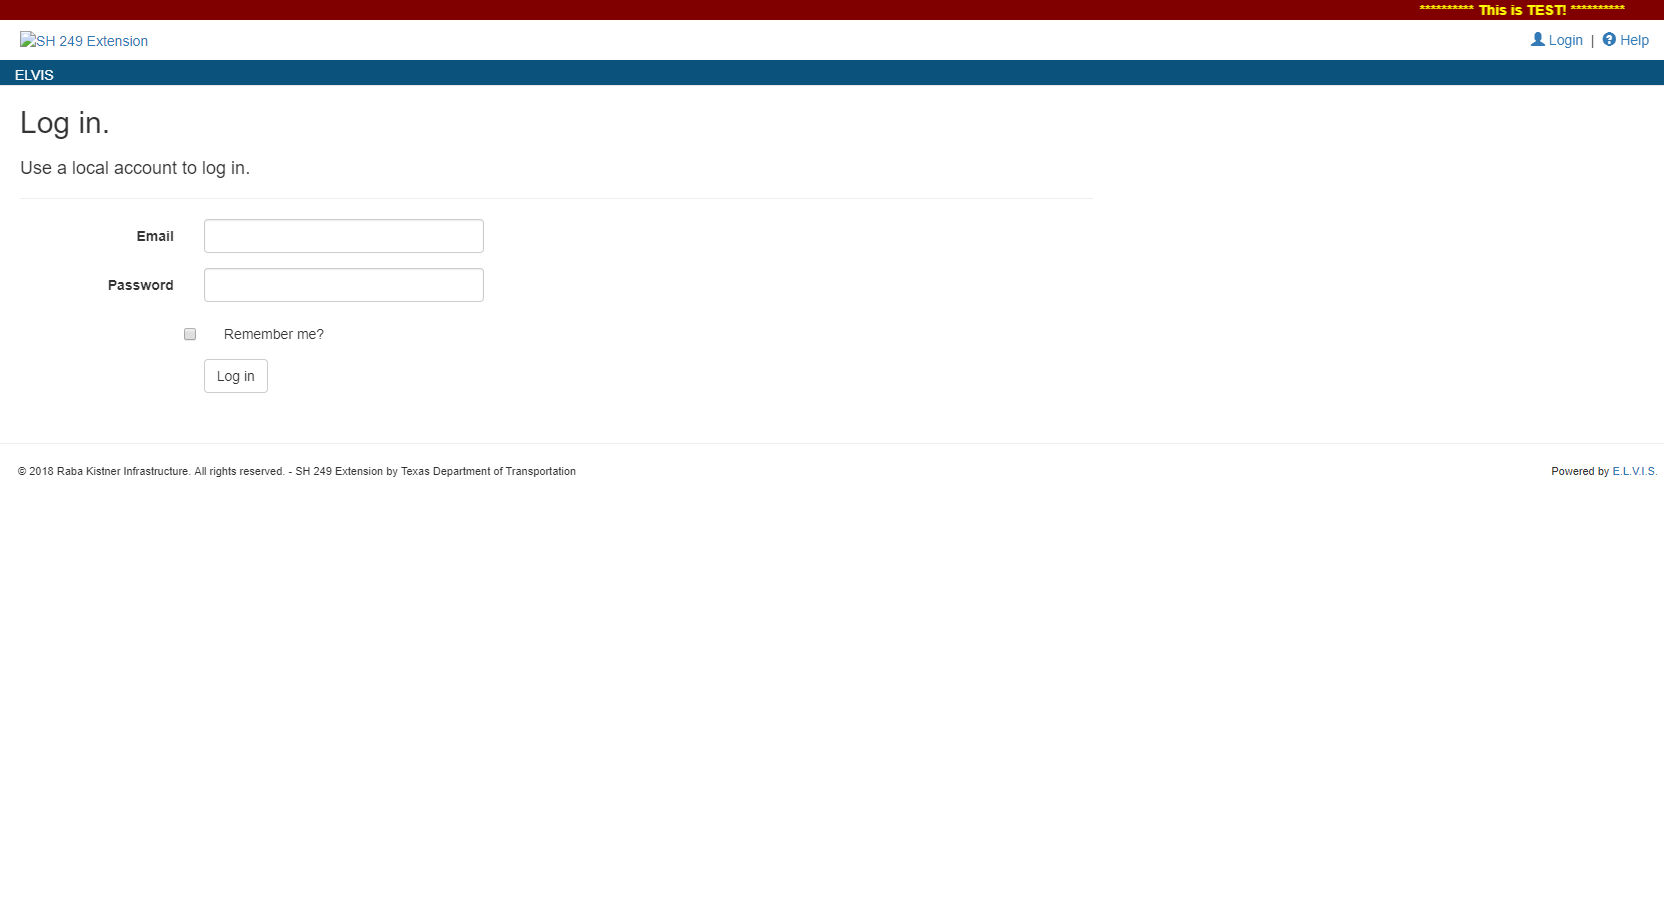 ********** This is TEST! **********
SH 249 Extension
Login | Help
ELVIS
Log in.
Use a local account to log in.
Email
Password
Remember me?
Log in
© 2018 Raba Kistner Infrastructure. All rights reserved. - SH 249 Extension by Texas Department of Transportation
Powered by E.L.V.I.S.